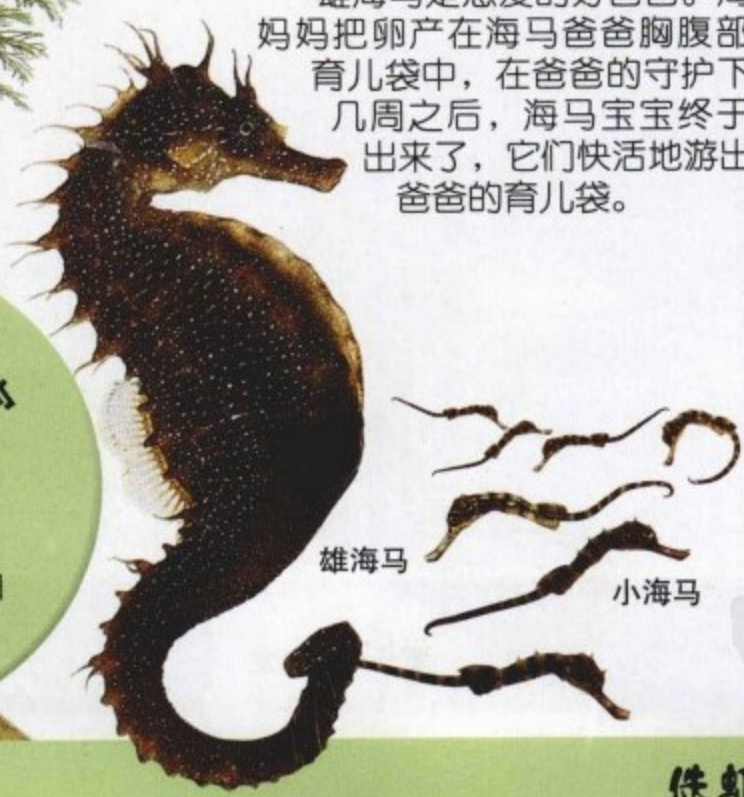 妈妈把卵产在海马爸爸胸腹部
育儿袋中，在爸爸的守护下
几周之后，海马宝宝终于
出来了，它们快活地游出
爸爸的育儿袋。
雄海马
小海马